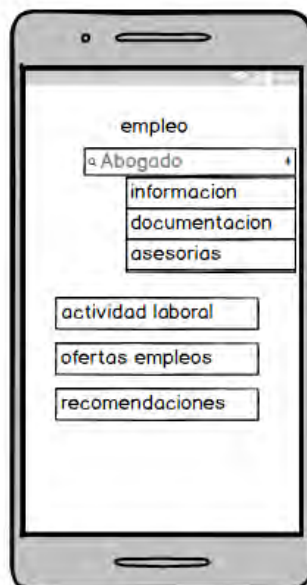 empleo
Abogado
informacion
documentacion
asesorias
actividad laboral
ofertas empleos
recomendaciones